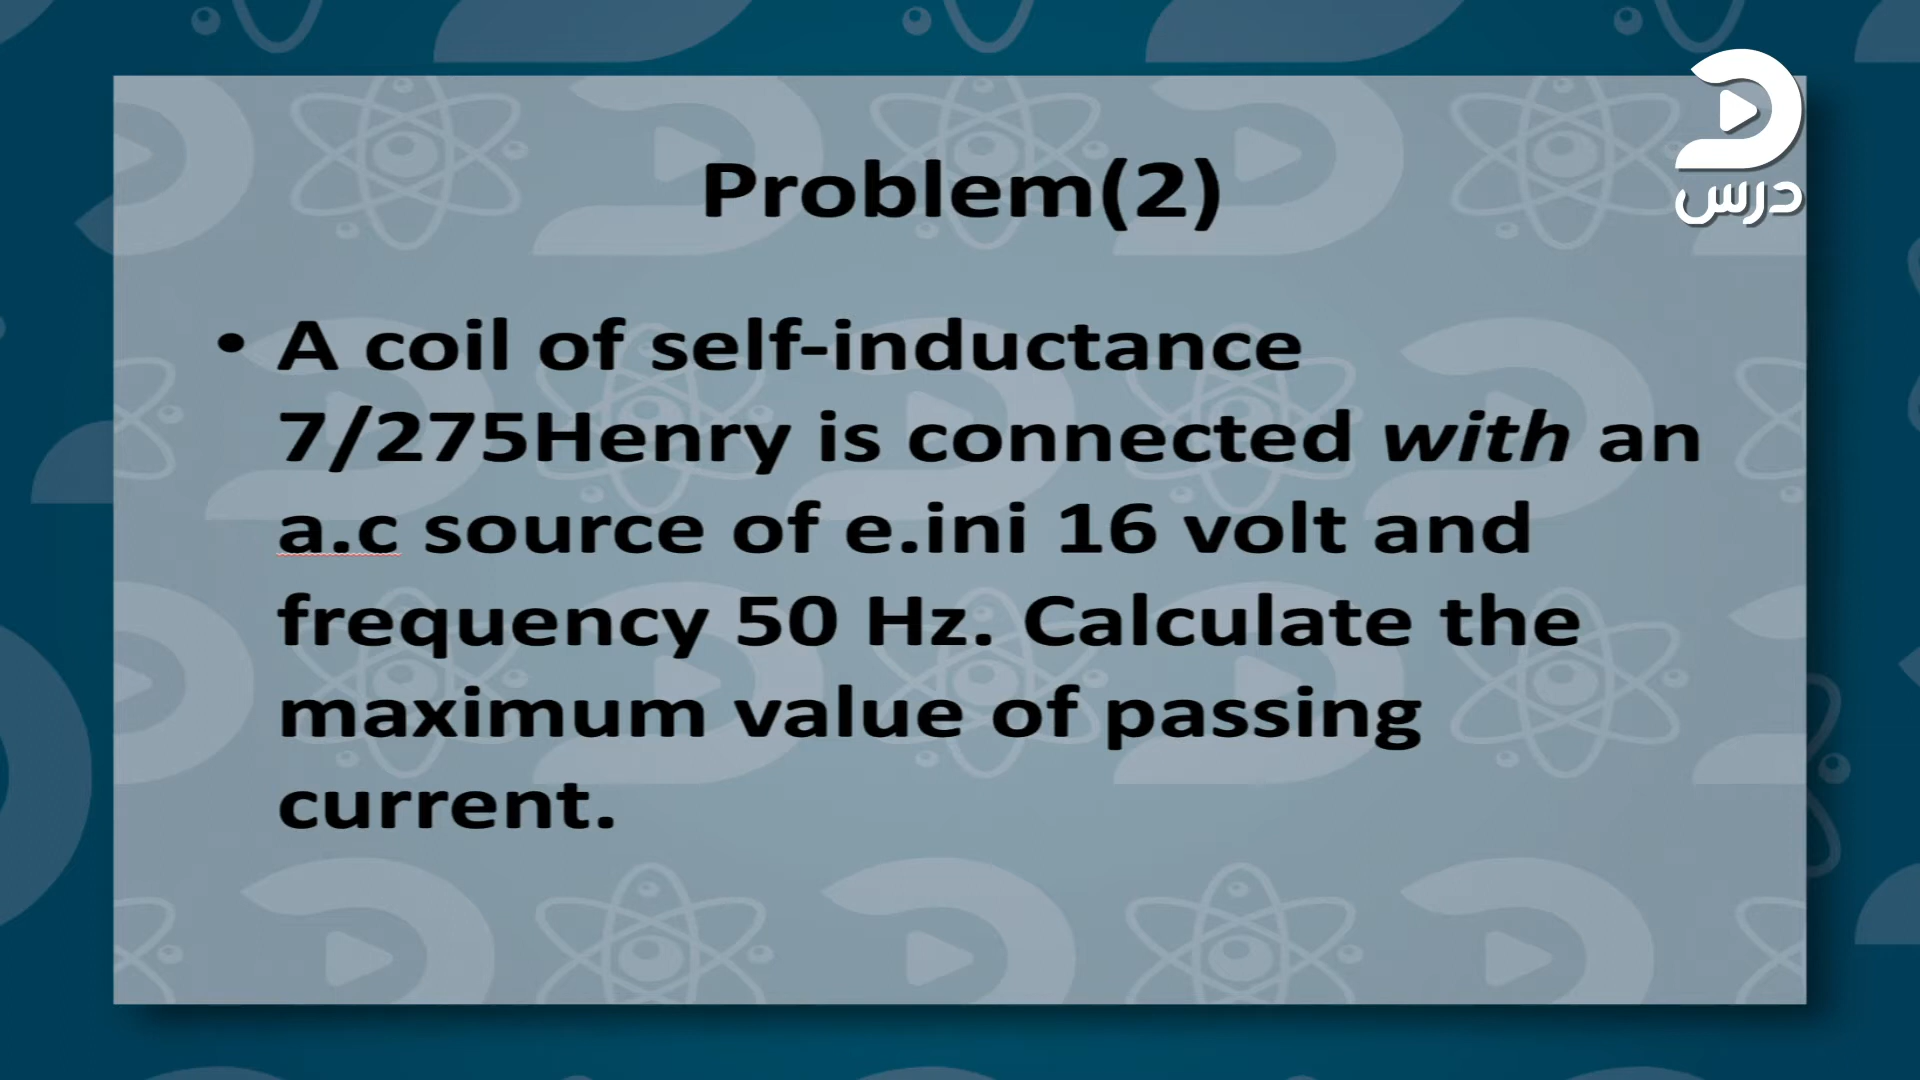 درس
Problem(2)
• A coil of self-inductance
7/275Henry is connected with an
a.c source of e.ini 16 volt and
frequency 50 Hz. Calculate the
maximum value of passing
current.